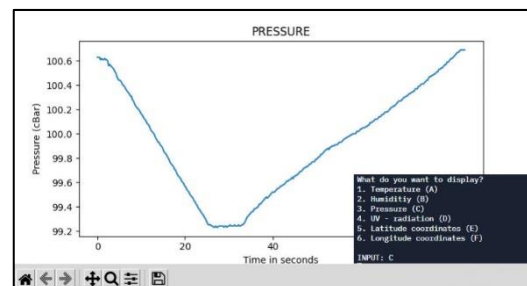 PRESSURE
100.6
100.4
100.2
100.0
99.8
99.6
99.4
99.2
Pressure (cBar)
0
20
40
Time in seconds
What do you want to display?
1. Temperature (A)
2. Humiditiy (B)
3. Pressure (C)
4. UV - radiation (D)
5. Latitude coordinates (E)
6. Longitude coordinates (F)
INPUT: C